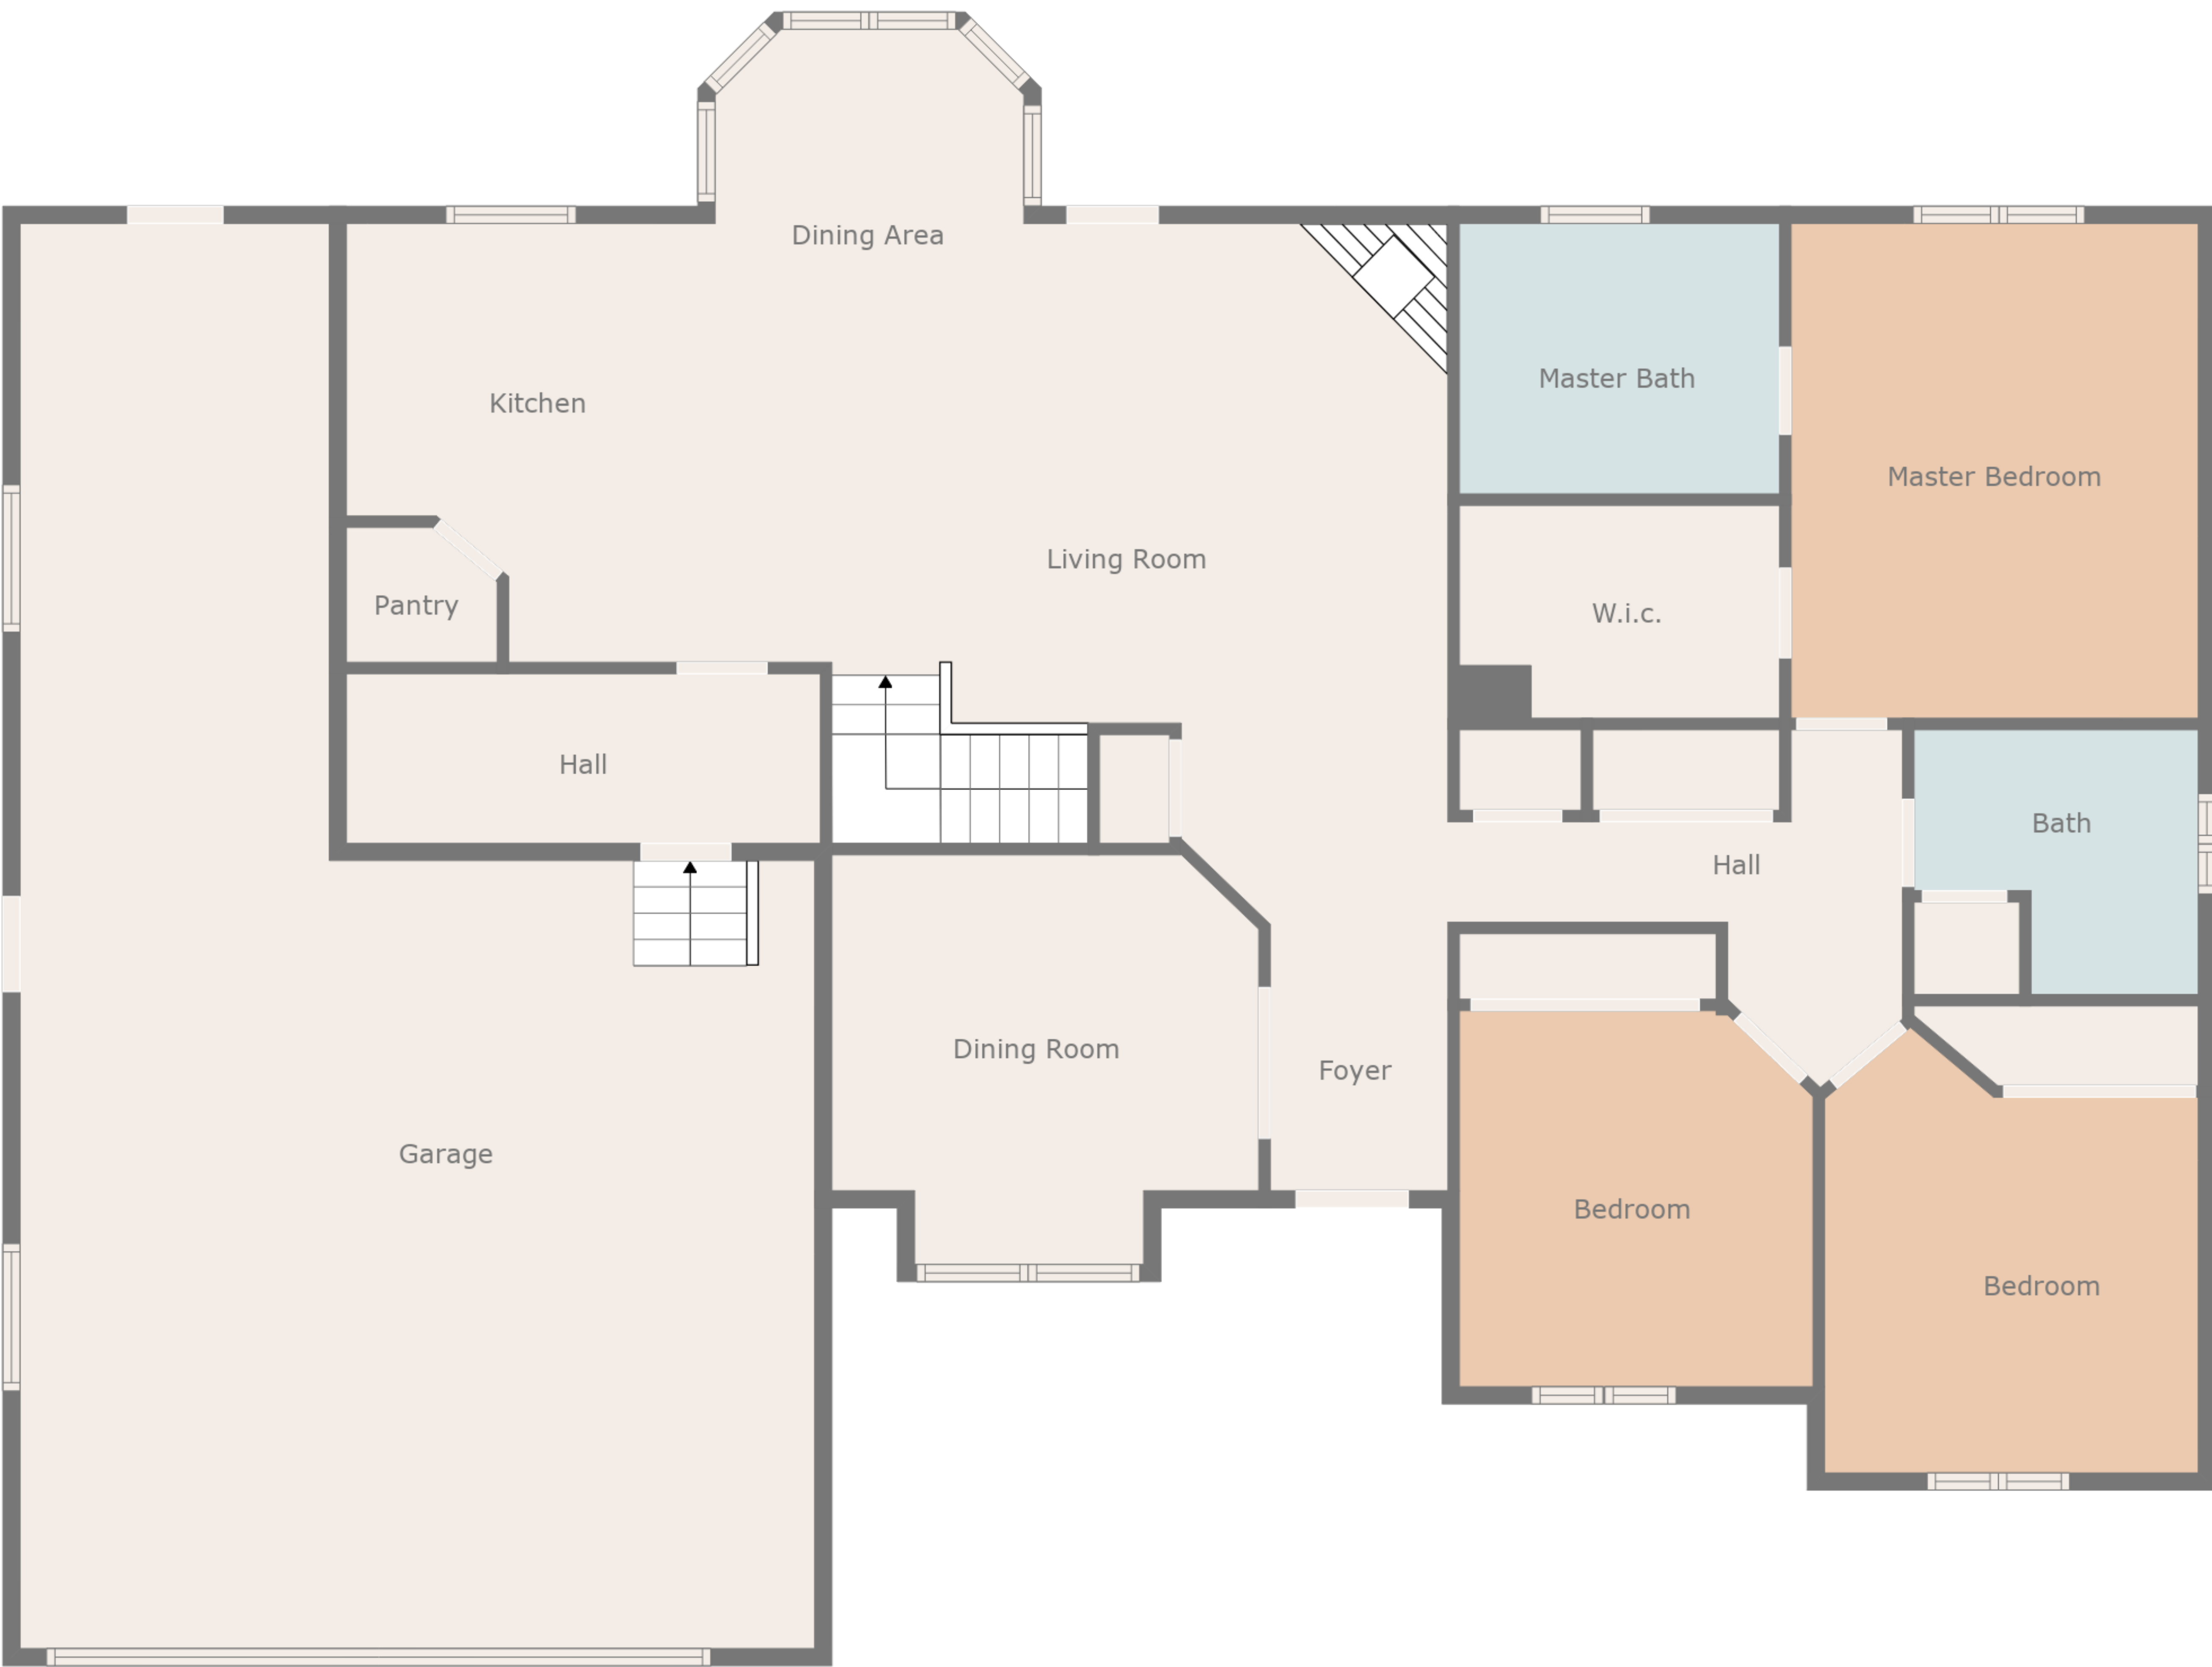 Dining Area
Master Bath
Kitchen
Master Bedroom
Living Room
Pantry
W.i.c.
Hall
Bath
Hall
Dining Room
Foyer
Garage
Bedroom
Bedroom